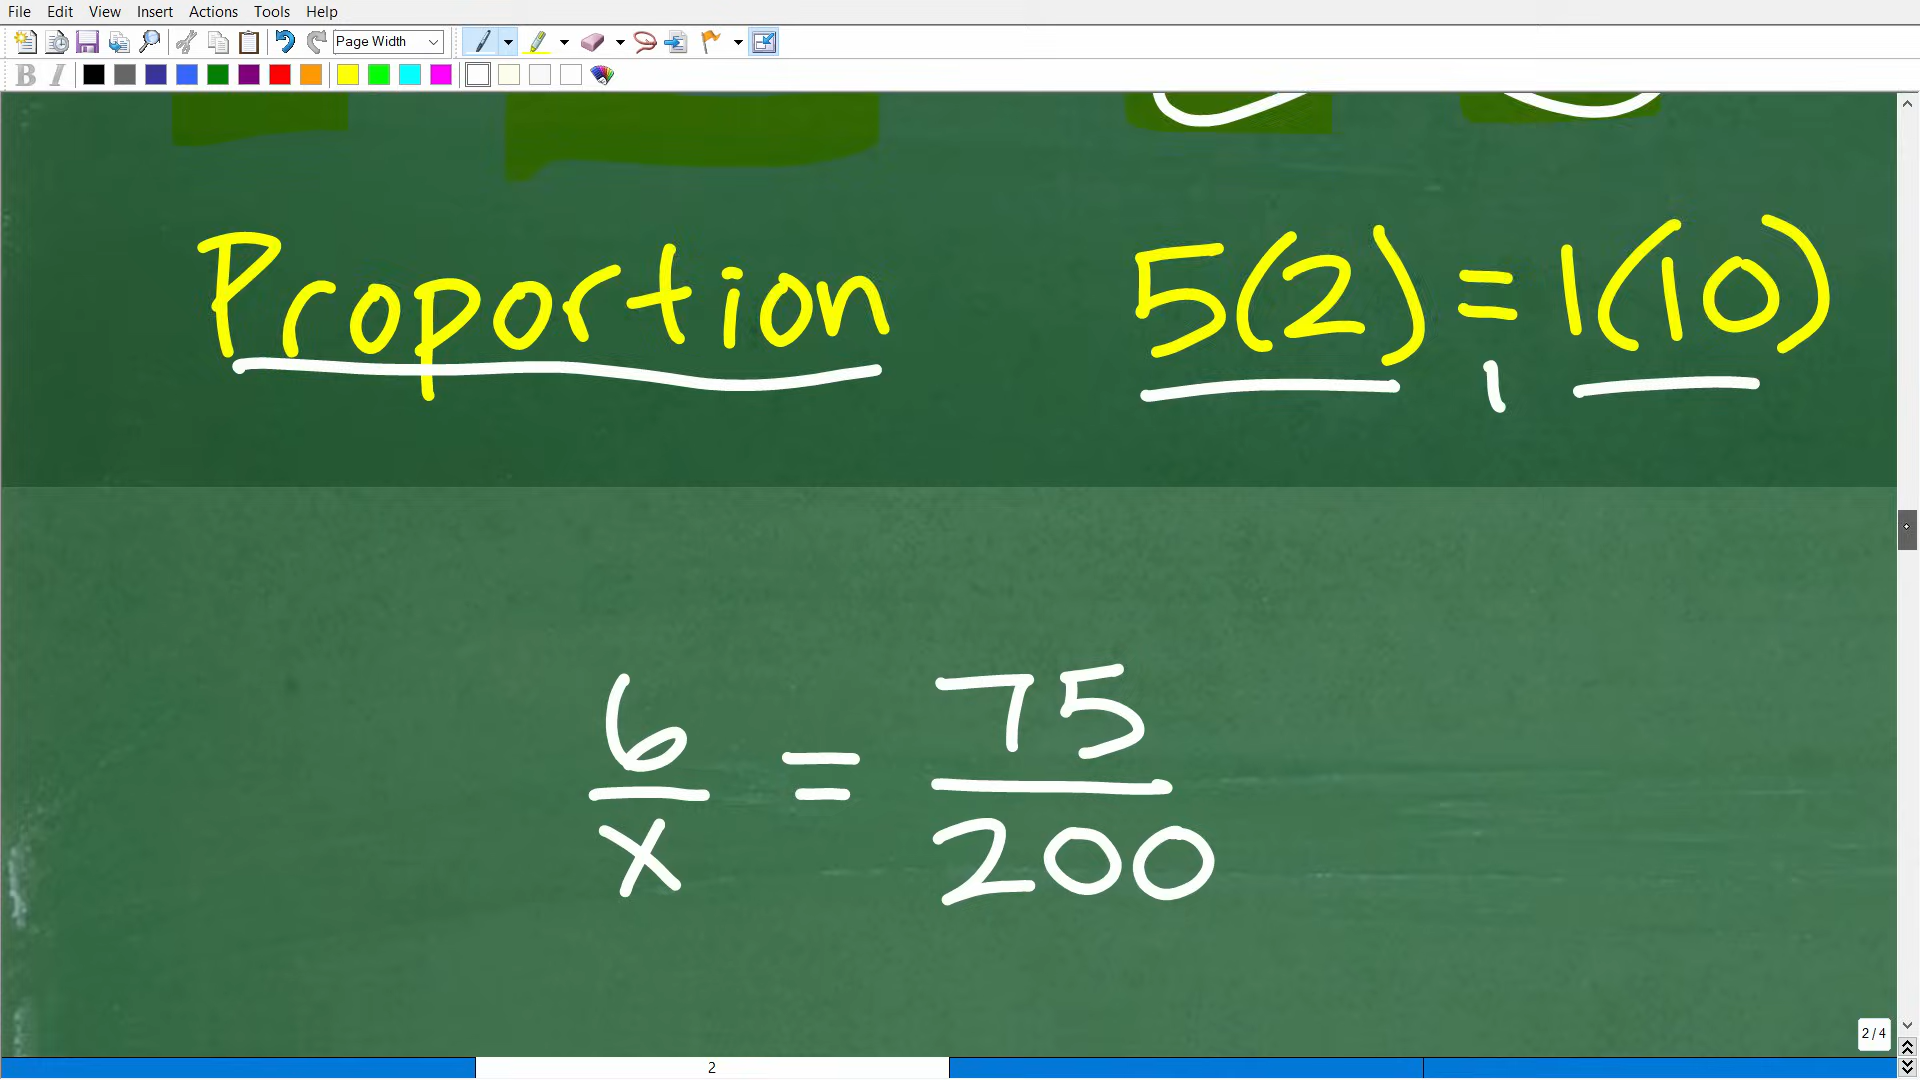 File Edit View Insert Actions Tools Help
Page Width
B I
Proportion 5(2) = 1(10)
6/x = 75/200
2 / 4
2